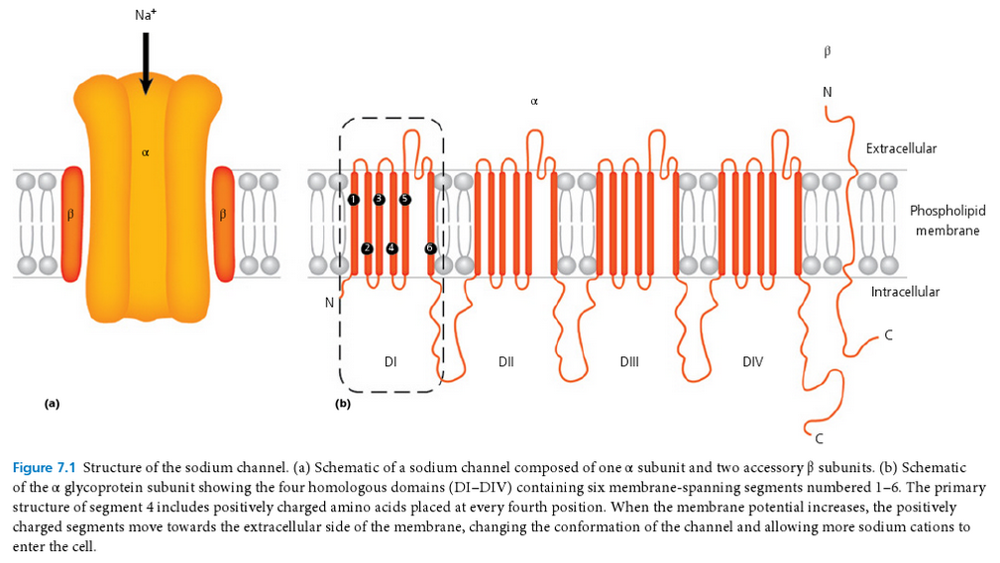 Na⁺
β
N
α
Extracellular
α
1
3
5
β
β
Phospholipid
membrane
2
4
6
Intracellular
N
C
DI
DII
DIII
DIV
(a)
(b)
C
Figure 7.1 Structure of the sodium channel. (a) Schematic of a sodium channel composed of one α subunit and two accessory β subunits. (b) Schematic
of the α glycoprotein subunit showing the four homologous domains (DI–DIV) containing six membrane-spanning segments numbered 1–6. The primary
structure of segment 4 includes positively charged amino acids placed at every fourth position. When the membrane potential increases, the positively
charged segments move towards the extracellular side of the membrane, changing the conformation of the channel and allowing more sodium cations to
enter the cell.